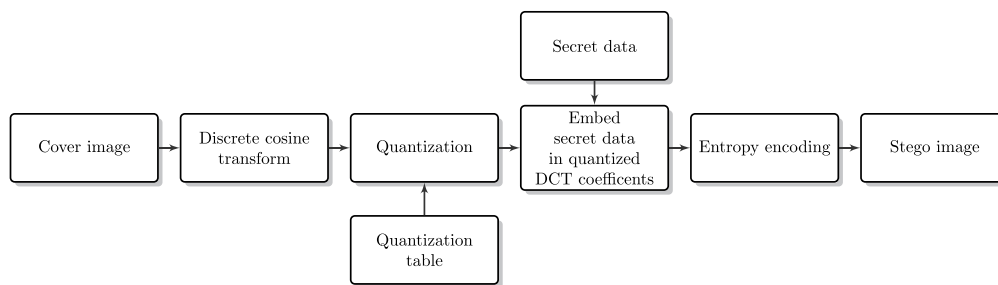 Secret data
Cover image
Discrete cosine
transform
Quantization
Embed
secret data
in quantized
DCT coefficents
Entropy encoding
Stego image
Quantization
table